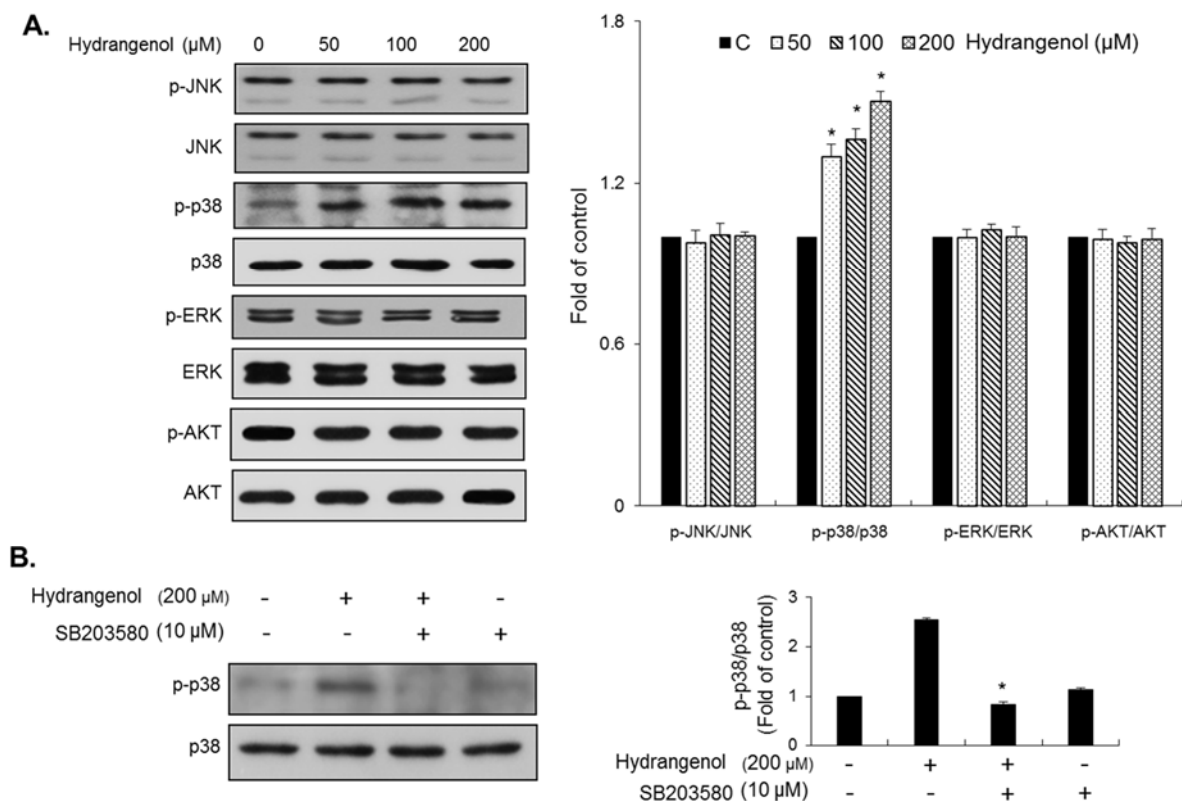 A.
Hydrangenol (µM) 0 50 100 200
p-JNK
JNK
p-p38
p38
p-ERK
ERK
p-AKT
AKT
1.8
1.2
0.6
0
Fold of control
C 50 100 200 Hydrangenol (µM)
* * *
p-JNK/JNK p-p38/p38 p-ERK/ERK p-AKT/AKT
B.
Hydrangenol (200 µM) - + + -
SB203580 (10 µM) - - + +
p-p38
p38
3
2
1
0
p-p38/p38
(Fold of control)
*
Hydrangenol - + + -
(200 µM)
SB203580 - - + +
(10 µM)